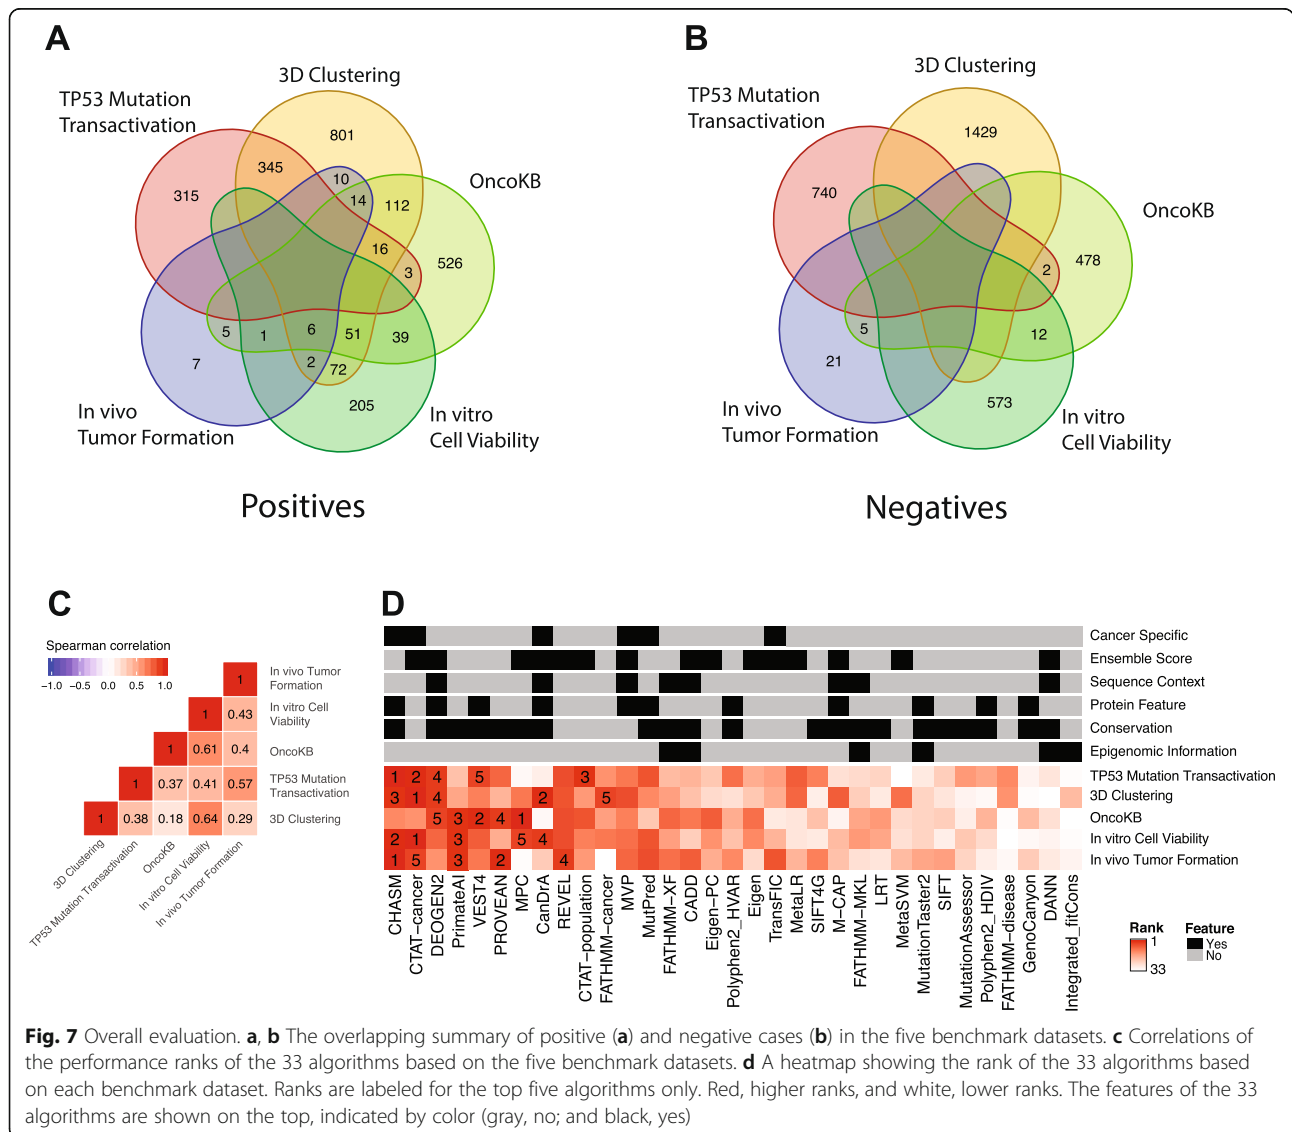 A
3D Clustering
TP53 Mutation
Transactivation
OncoKB
In vivo
Tumor Formation
In vitro
Cell Viability
801
345
10
315
14
112
16
3
526
5
1
6
51
39
7
2
72
205
Positives
B
3D Clustering
TP53 Mutation
Transactivation
OncoKB
In vivo
Tumor Formation
In vitro
Cell Viability
1429
740
2
478
5
12
21
573
Negatives
C
Spearman correlation
−1.0 −0.5 0.0 0.5 1.0
1 In vivo Tumor
Formation
1 0.43 In vitro Cell
Viability
1 0.61 0.4 OncoKB
1 0.37 0.41 0.57 TP53 Mutation
Transactivation
1 0.38 0.18 0.64 0.29 3D Clustering
3D Clustering
TP53 Mutation Transactivation
OncoKB
In vitro Cell Viability
In vivo Tumor Formation
D
Cancer Specific
Ensemble Score
Sequence Context
Protein Feature
Conservation
Epigenomic Information
1 2 4 5 3 TP53 Mutation Transactivation
3 1 4 2 5 3D Clustering
5 3 2 4 1 OncoKB
2 1 3 5 4 In vitro Cell Viability
1 5 3 2 4 In vivo Tumor Formation
CHASM
CTAT−cancer
DEOGEN2
PrimateAI
VEST4
PROVEAN
MPC
CanDrA
REVEL
CTAT−population
FATHMM−cancer
MVP
MutPred
FATHMM−XF
CADD
Eigen−PC
Polyphen2_HVAR
Eigen
TransFIC
MetaLR
SIFT4G
M−CAP
FATHMM−MKL
LRT
MetaSVM
MutationTaster2
SIFT
MutationAssessor
Polyphen2_HDIV
FATHMM−disease
GenoCanyon
DANN
Integrated_fitCons
Rank
1
33
Feature
Yes
No
Fig. 7 Overall evaluation. a, b The overlapping summary of positive (a) and negative cases (b) in the five benchmark datasets. c Correlations of
the performance ranks of the 33 algorithms based on the five benchmark datasets. d A heatmap showing the rank of the 33 algorithms based
on each benchmark dataset. Ranks are labeled for the top five algorithms only. Red, higher ranks, and white, lower ranks. The features of the 33
algorithms are shown on the top, indicated by color (gray, no; and black, yes)